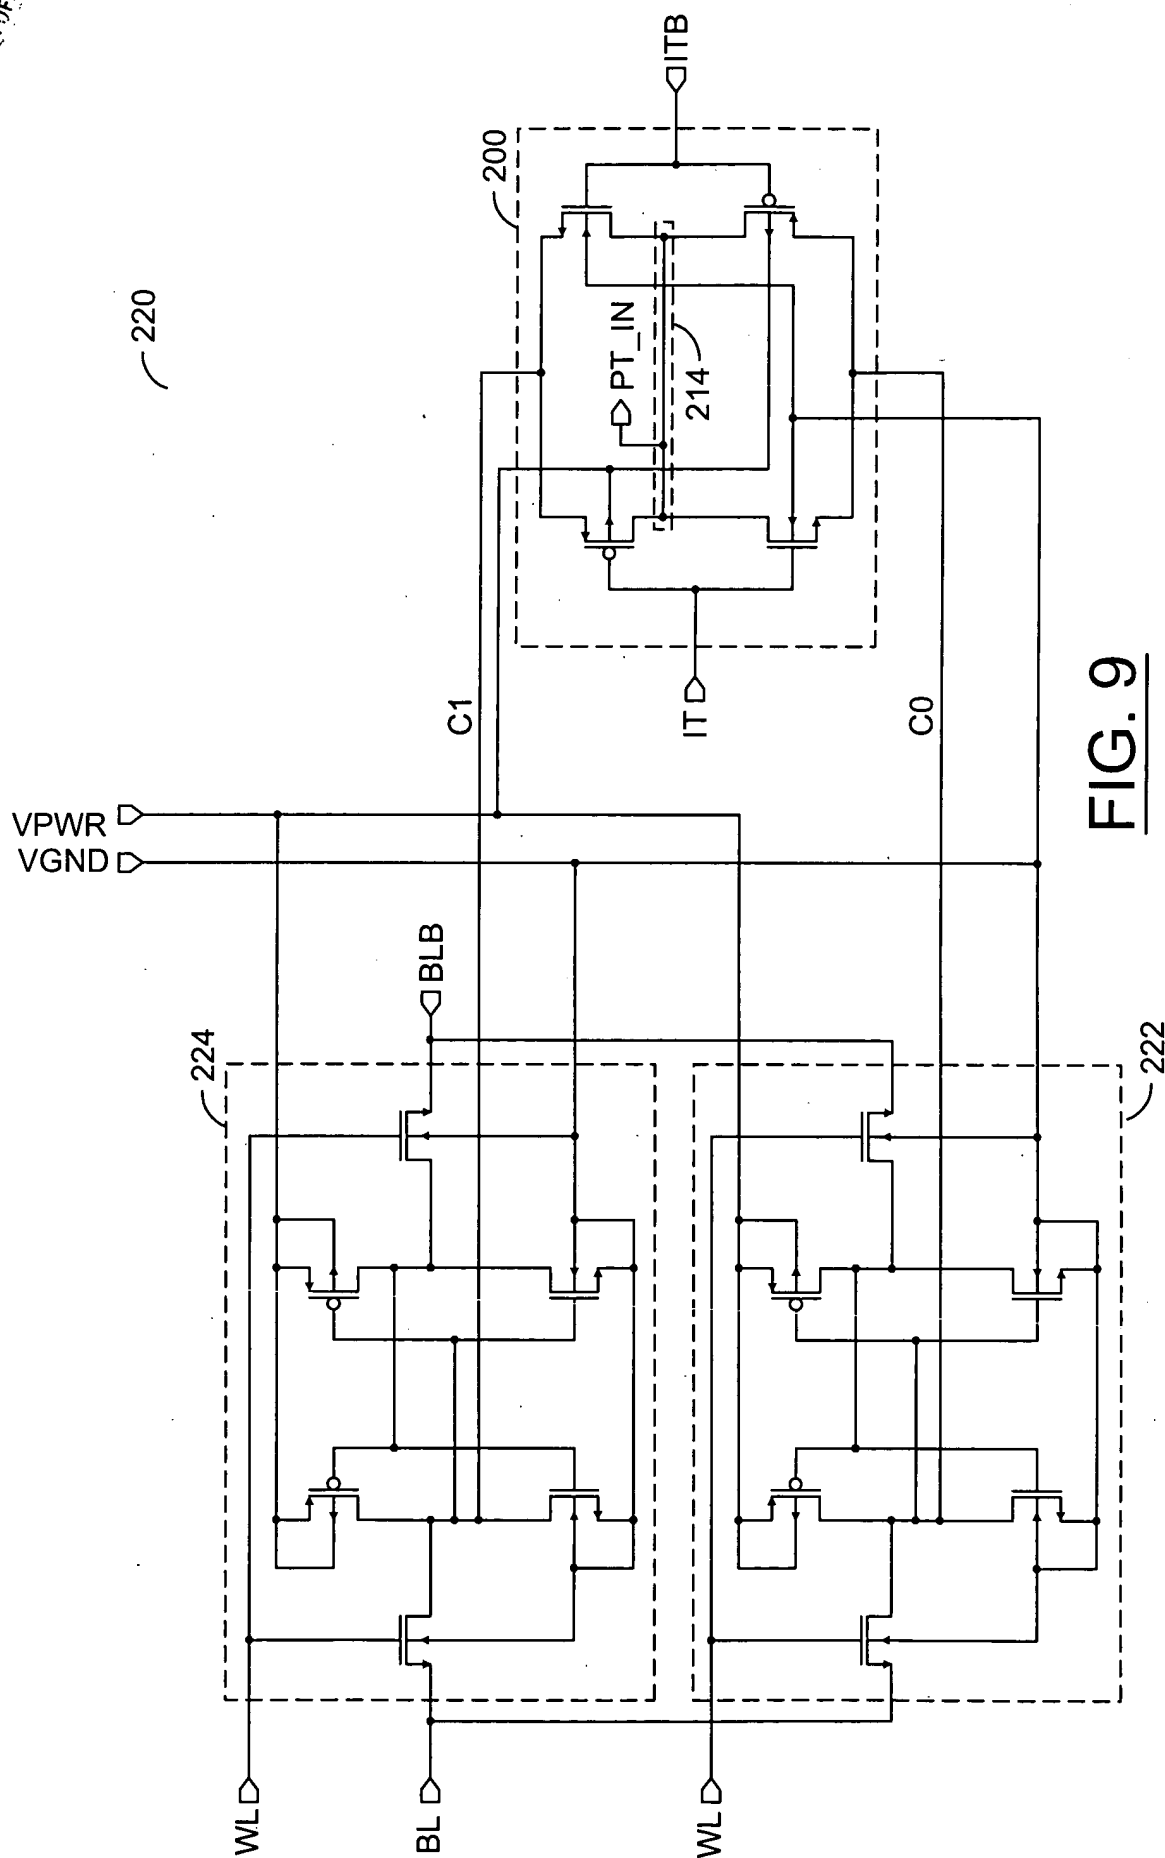 220
200
ITB
PT_IN
214
IT
C1
C0
VPWR
VGND
BLB
224
222
WL
BL
WL
FIG. 9